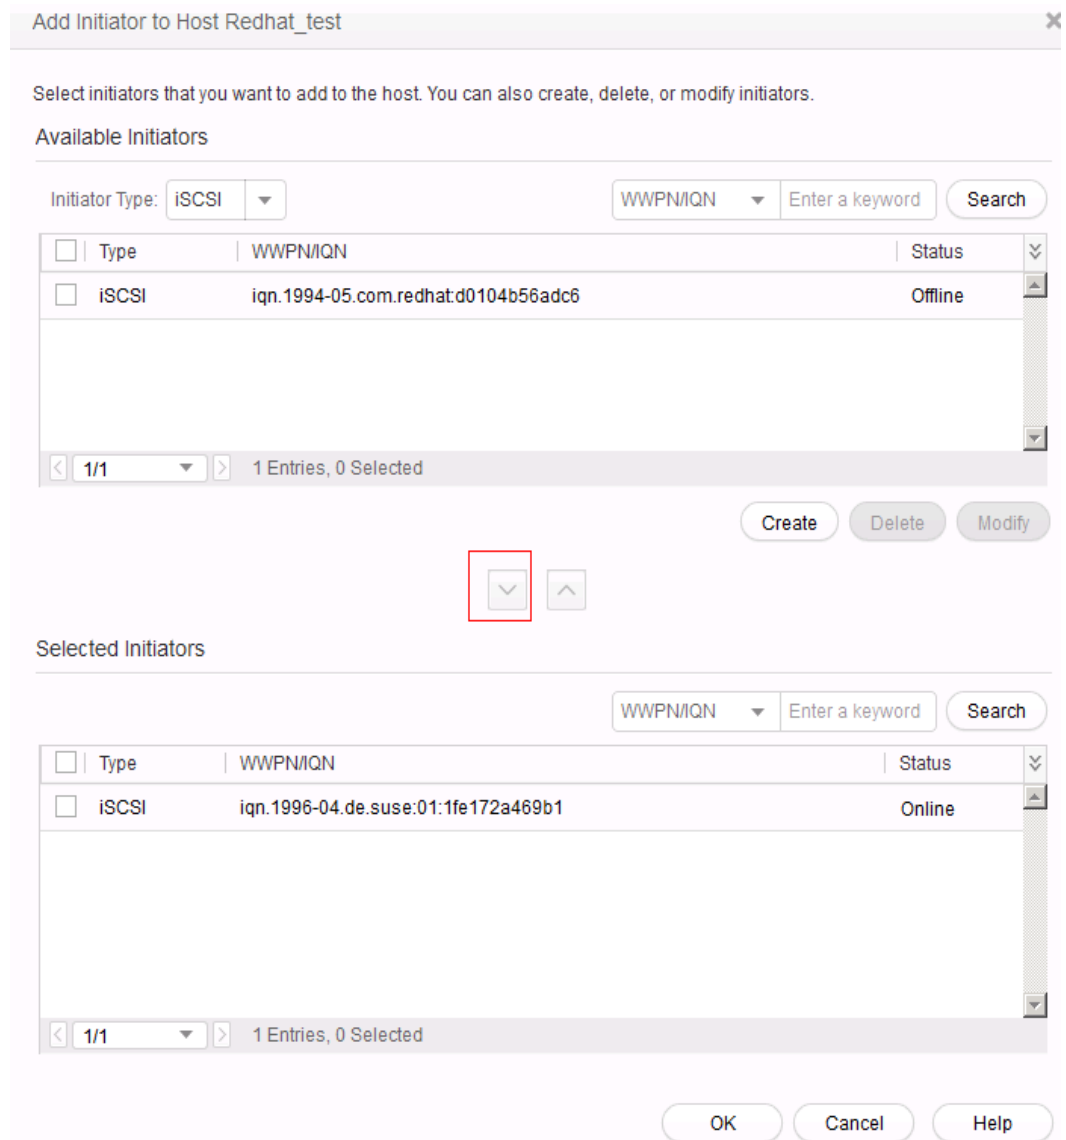 Add Initiator to Host Redhat_test
Select initiators that you want to add to the host. You can also create, delete, or modify initiators.
Available Initiators
Initiator Type: iSCSI WWPN/IQN Enter a keyword Search
Type WWPN/IQN Status
iSCSI iqn.1994-05.com.redhat:d0104b56adc6 Offline
1/1 1 Entries, 0 Selected
Create Delete Modify
Selected Initiators
WWPN/IQN Enter a keyword Search
Type WWPN/IQN Status
iSCSI iqn.1996-04.de.suse:01:1fe172a469b1 Online
1/1 1 Entries, 0 Selected
OK Cancel Help